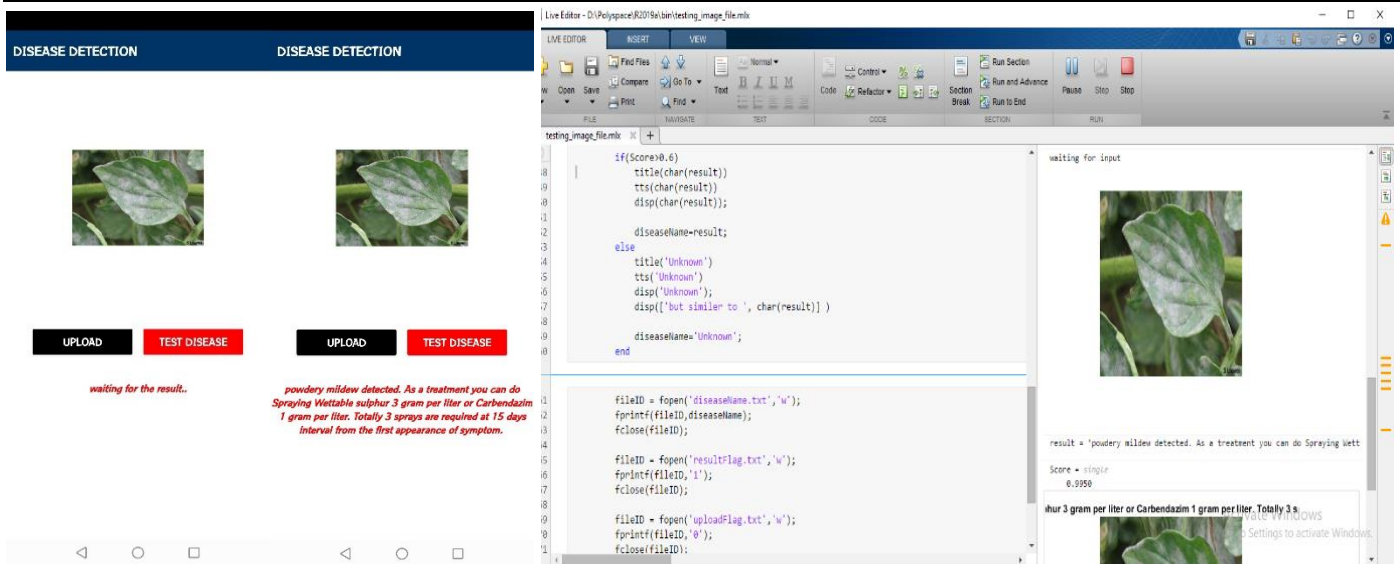 DISEASE DETECTION
UPLOAD
TEST DISEASE
waiting for the result..
DISEASE DETECTION
UPLOAD
TEST DISEASE
powdery mildew detected. As a treatment you can do
Spraying Wettable sulphur 3 gram per liter or Carbendazim
1 gram per liter. Totally 3 sprays are required at 15 days
interval from the first appearance of symptom.
Live Editor - D:\Polyspace\R2019a\bin\testing_image_file.mlx
LIVE EDITOR INSERT VIEW
Open Save
Find Files
Compare
Print
Go To
Find
Text
Normal
B I U M
Code
Control
Refactor
Section Break
Run Section
Run and Advance
Run to End
Pause Step Stop
FILE NAVIGATE TEXT CODE SECTION RUN
testing_image_file.mlx
if(Score>0.6)
title(char(result))
tts(char(result))
disp(char(result));
diseaseName=result;
else
title('Unknown')
tts('Unknown')
disp('Unknown');
disp(['but similer to ', char(result)] )
diseaseName='Unknown';
end
fileID = fopen('diseaseName.txt','w');
fprintf(fileID,diseaseName);
fclose(fileID);
fileID = fopen('resultFlag.txt','w');
fprintf(fileID,'1');
fclose(fileID);
fileID = fopen('uploadFlag.txt','w');
fprintf(fileID,'0');
fclose(fileID);
waiting for input
result = 'powdery mildew detected. As a treatment you can do Spraying Wett
Score = single
0.9950
hur 3 gram per liter or Carbendazim 1 gram per liter. Totally 3 s
Settings to activate Windows.